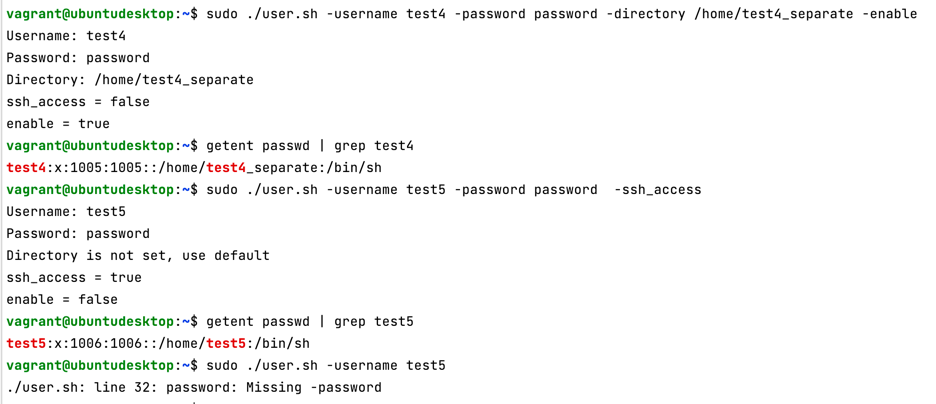 vagrant@ubuntudesktop:~$ sudo ./user.sh -username test4 -password password -directory /home/test4_separate -enable
Username: test4
Password: password
Directory: /home/test4_separate
ssh_access = false
enable = true
vagrant@ubuntudesktop:~$ getent passwd | grep test4
test4:x:1005:1005::/home/test4_separate:/bin/sh
vagrant@ubuntudesktop:~$ sudo ./user.sh -username test5 -password password  -ssh_access
Username: test5
Password: password
Directory is not set, use default
ssh_access = true
enable = false
vagrant@ubuntudesktop:~$ getent passwd | grep test5
test5:x:1006:1006::/home/test5:/bin/sh
vagrant@ubuntudesktop:~$ sudo ./user.sh -username test5
./user.sh: line 32: password: Missing -password